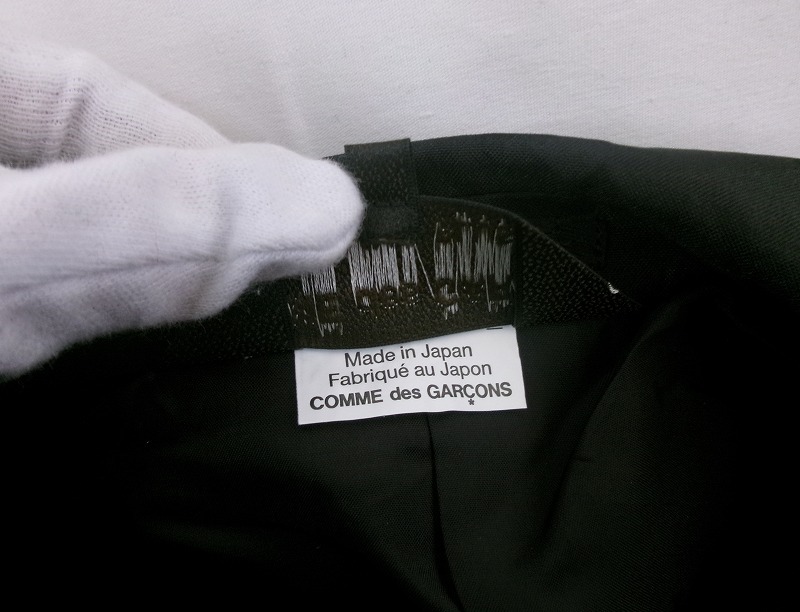 Made in Japan
Fabriqué au Japon
COMME des GARÇONS